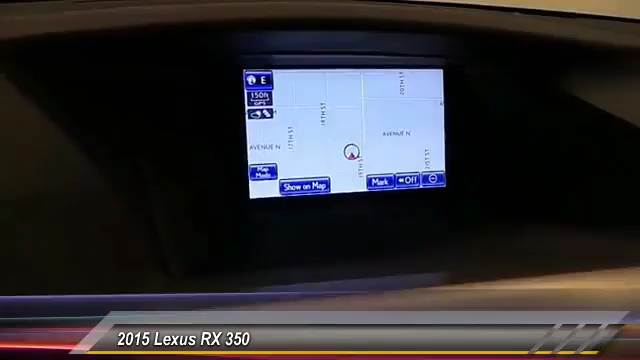 E
150ft
GPS
20TH ST
18TH ST
17TH ST
AVENUE N
AVENUE N
19TH ST
21ST ST
Map
Mode
Show on Map
Mark
Off
2015 Lexus RX 350